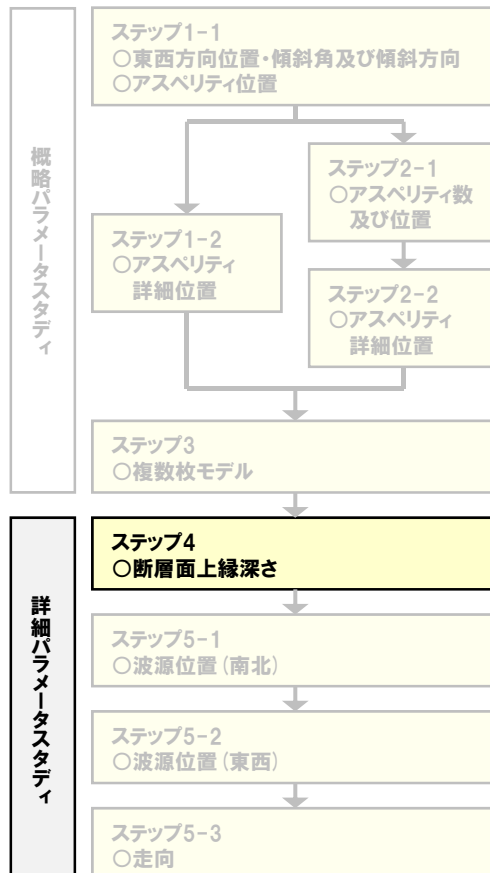 概略パラメータスタディ
ステップ1-1
○東西方向位置・傾斜角及び傾斜方向
○アスペリティ位置
ステップ1-2
○アスペリティ
詳細位置
ステップ2-1
○アスペリティ数
及び位置
ステップ2-2
○アスペリティ
詳細位置
ステップ3
○複数枚モデル
詳細パラメータスタディ
ステップ4
○断層面上縁深さ
ステップ5-1
○波源位置(南北)
ステップ5-2
○波源位置(東西)
ステップ5-3
○走向